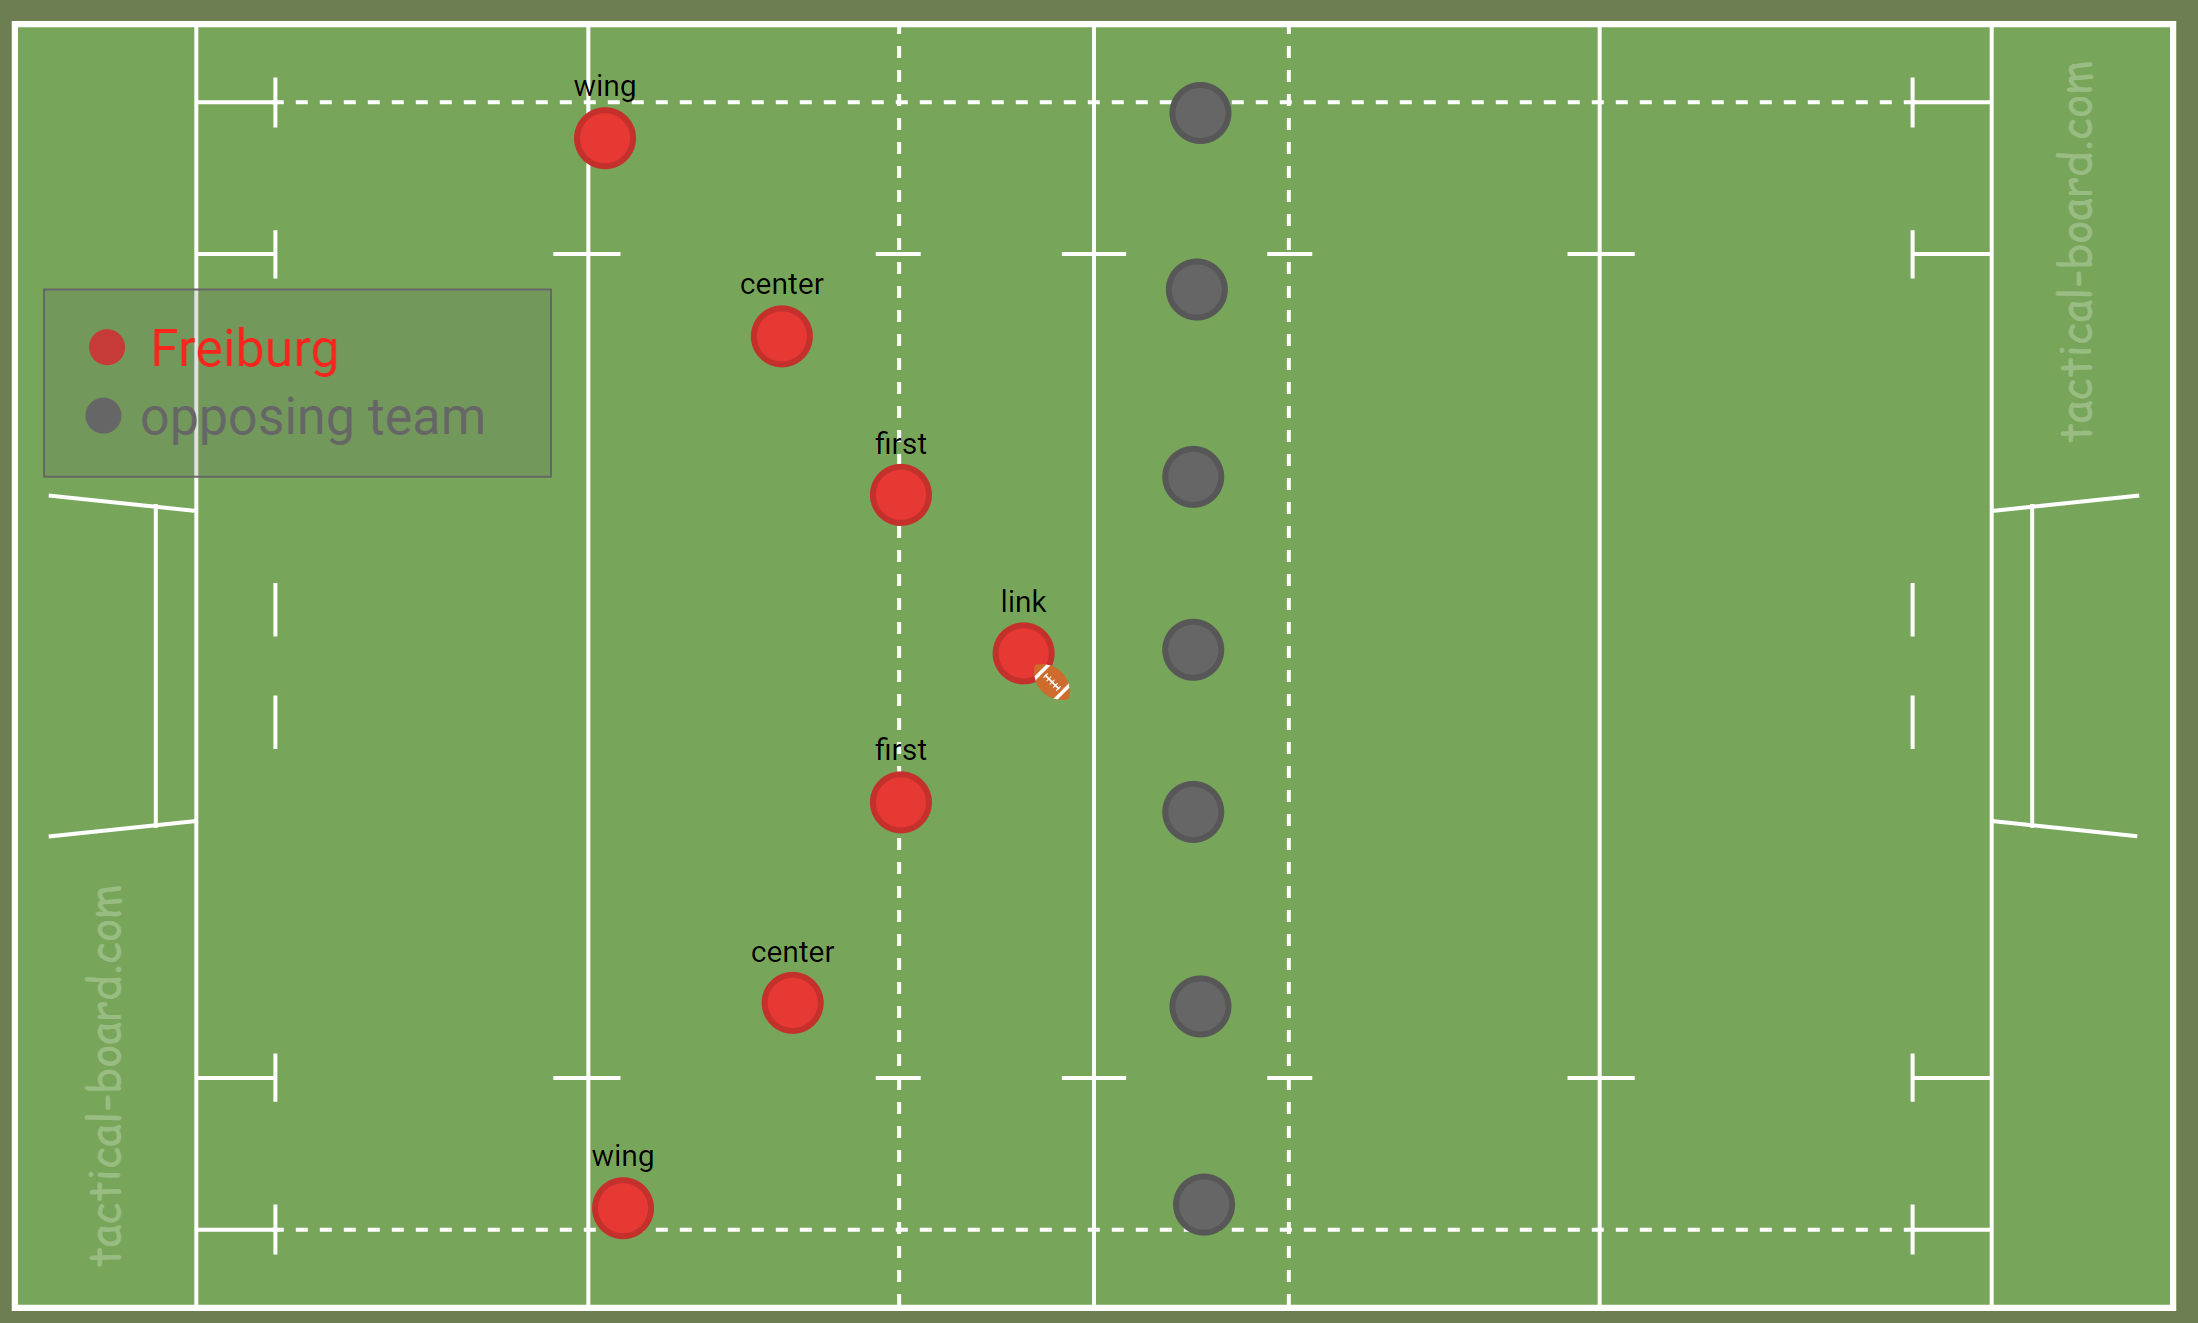 wing
tactical-board.com
center
Freiburg
opposing team
first
link
first
center
tactical-board.com
wing